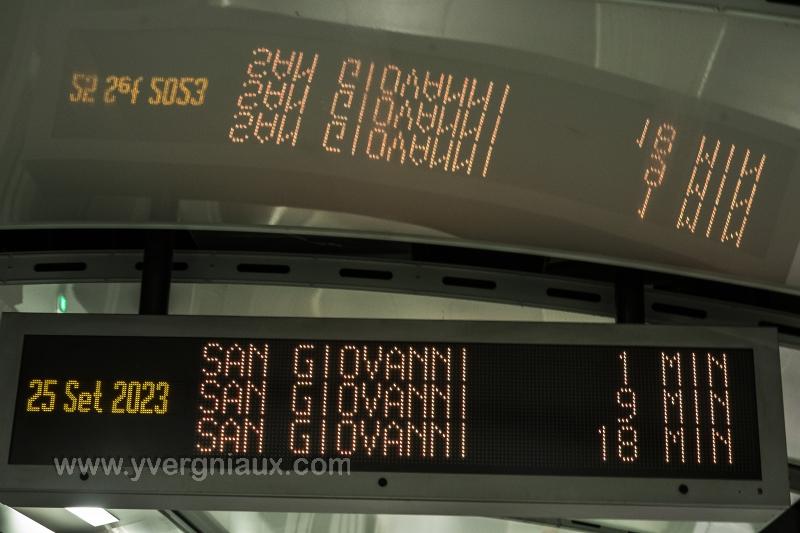 25 Set 2023
SAN GIOVANNI 1 MIN
SAN GIOVANNI 9 MIN
SAN GIOVANNI 18 MIN
www.yvergniaux.com